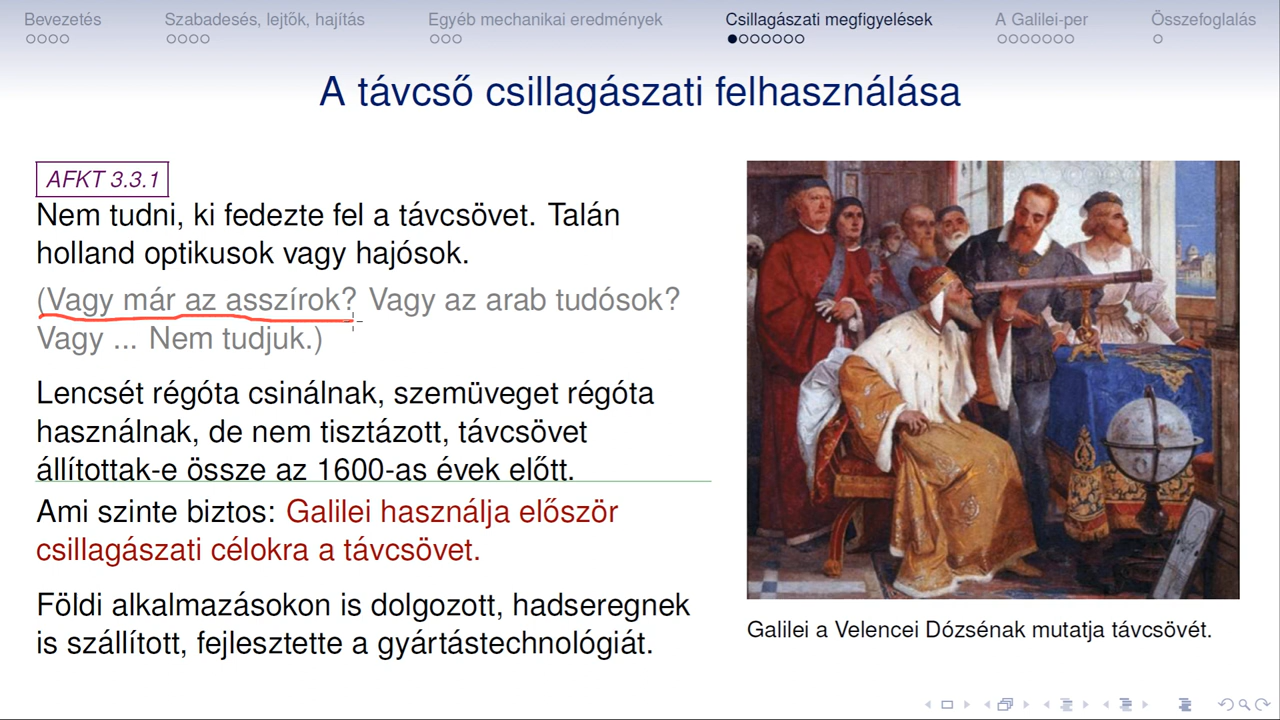 Bevezetés Szabadesés, lejtők, hajítás Egyéb mechanikai eredmények Csillagászati megfigyelések A Galilei-per Összefoglalás
A távcső csillagászati felhasználása
AFKT 3.3.1
Nem tudni, ki fedezte fel a távcsövet. Talán
holland optikusok vagy hajósok.
(Vagy már az asszírok? Vagy az arab tudósok?
Vagy ... Nem tudjuk.)
Lencsét régóta csinálnak, szemüveget régóta
használnak, de nem tisztázott, távcsövet
állítottak-e össze az 1600-as évek előtt.
Ami szinte biztos: Galilei használja először
csillagászati célokra a távcsövet.
Földi alkalmazásokon is dolgozott, hadseregnek
is szállított, fejlesztette a gyártástechnológiát.
Galilei a Velencei Dózsénak mutatja távcsövét.